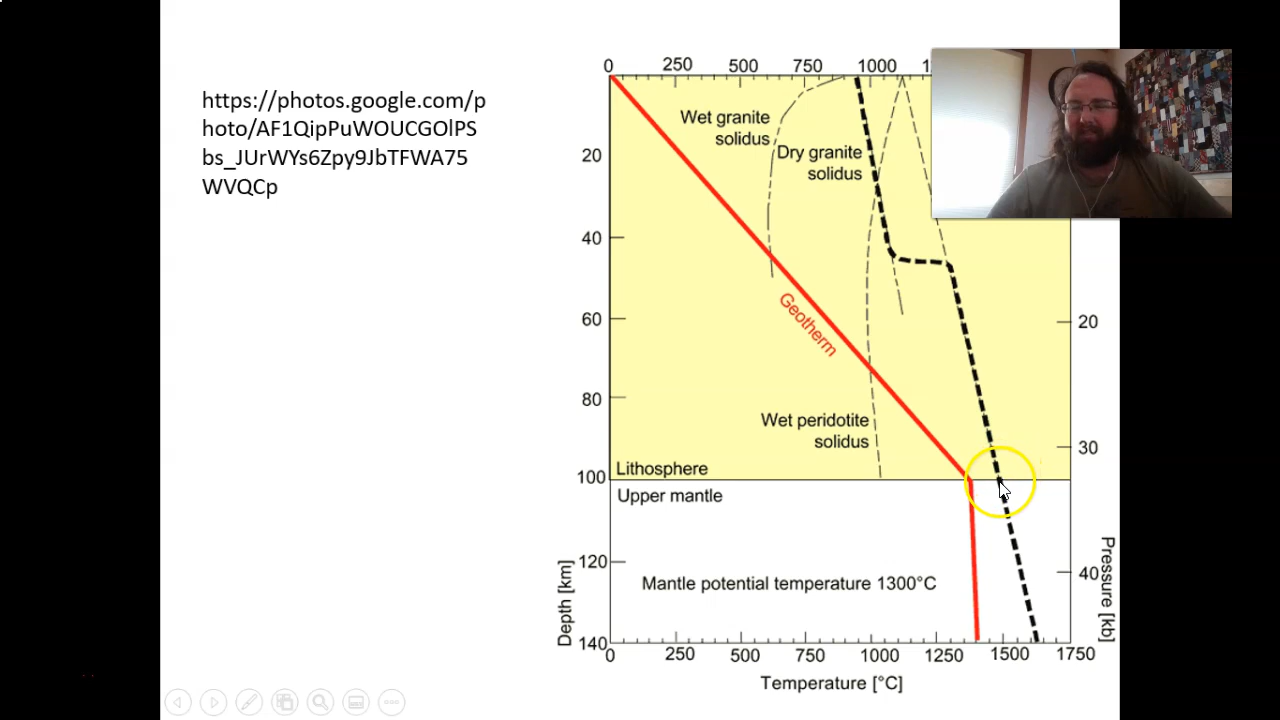 https://photos.google.com/p
hoto/AF1QipPuWOUCGOlPS
bs_JUrWYs6Zpy9JbTFWA75
WVQCp
0 250 500 750 1000
Wet granite
solidus
Dry granite
solidus
20
40
60
80
100
120
140
Geotherm
Wet peridotite
solidus
Lithosphere
Upper mantle
Mantle potential temperature 1300°C
Depth [km]
20
30
40
Pressure [kb]
0 250 500 750 1000 1250 1500 1750
Temperature [°C]